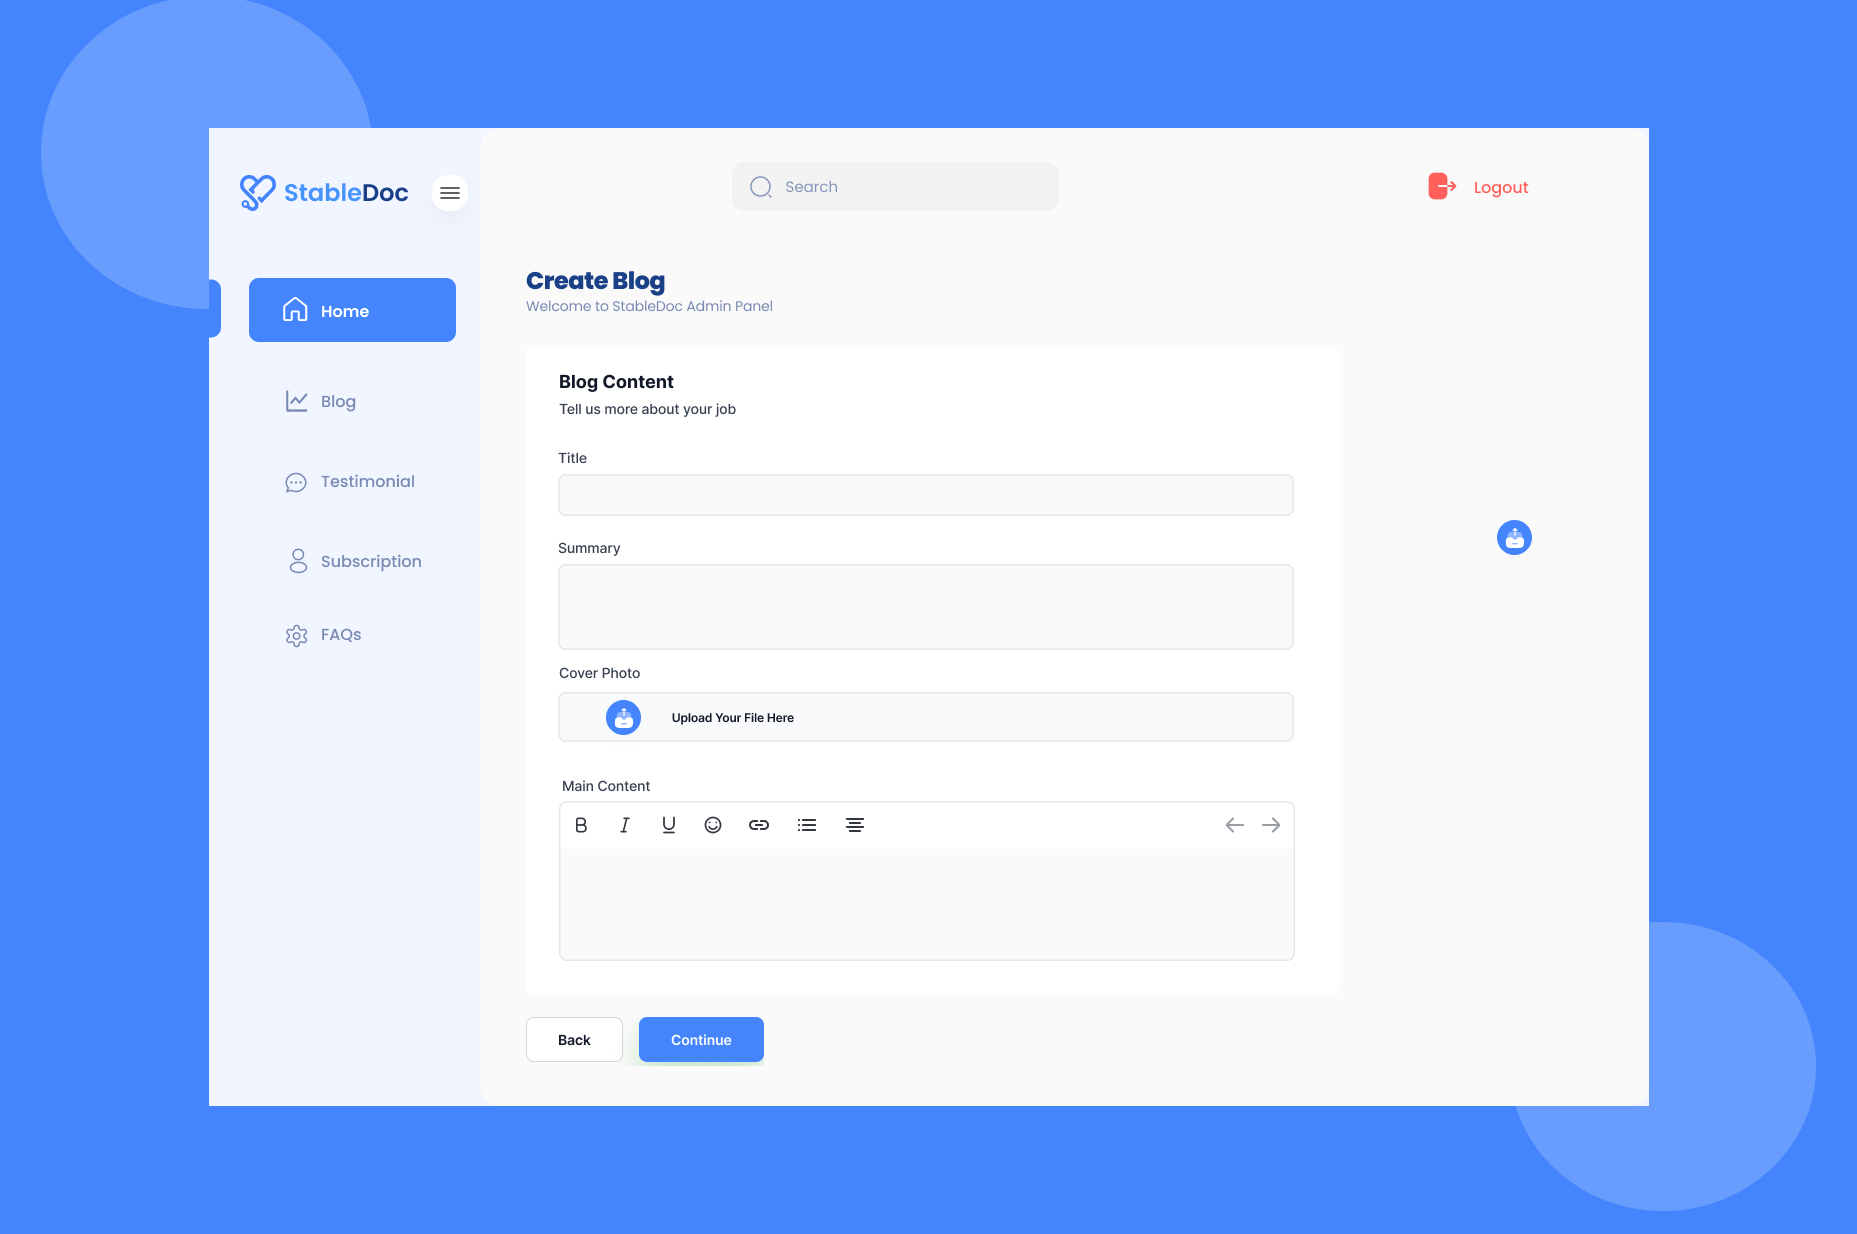 StableDoc
Search
Logout
Home
Blog
Testimonial
Subscription
FAQs
Create Blog
Welcome to StableDoc Admin Panel
Blog Content
Tell us more about your job
Title
Summary
Cover Photo
Upload Your File Here
Main Content
B I U
Back
Continue